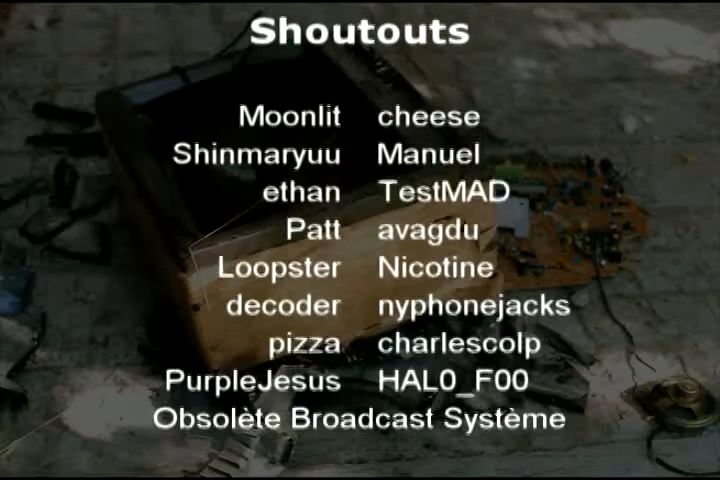 Shoutouts
Moonlit cheese
Shinmaryuu Manuel
ethan TestMAD
Patt avagdu
Loopster Nicotine
decoder nyphonejacks
pizza charlescolp
PurpleJesus HAL0_F00
Obsolète Broadcast Système